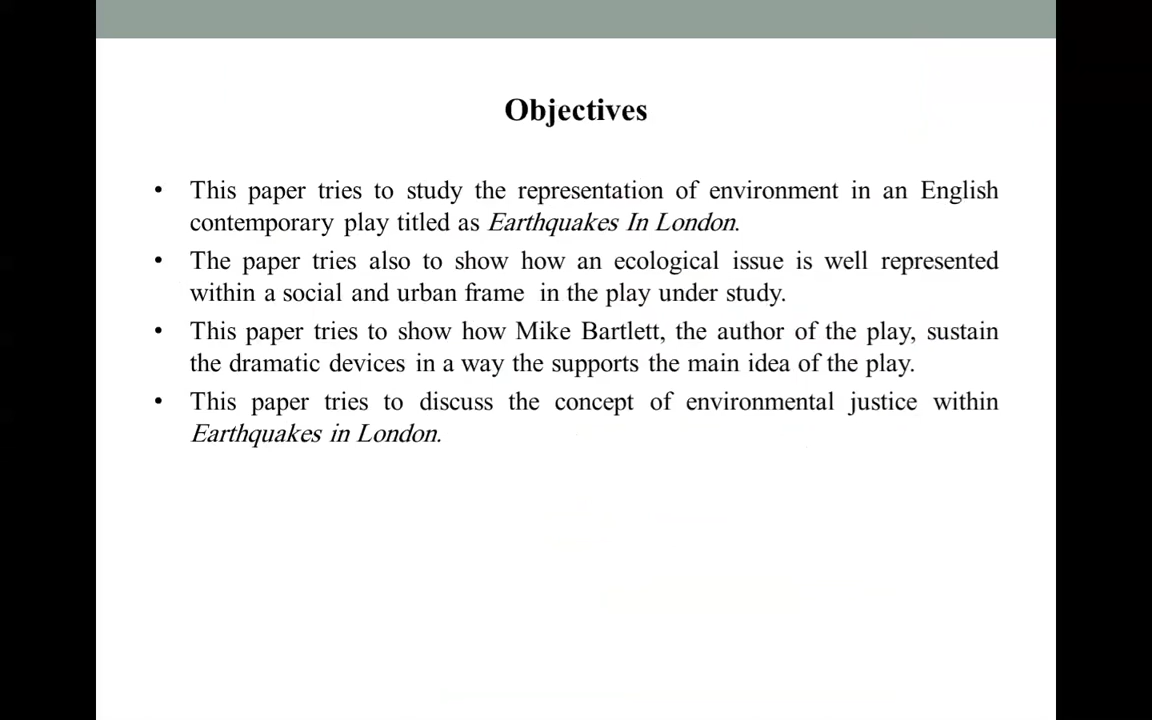 Objectives
• This paper tries to study the representation of environment in an English
contemporary play titled as Earthquakes In London.
• The paper tries also to show how an ecological issue is well represented
within a social and urban frame in the play under study.
• This paper tries to show how Mike Bartlett, the author of the play, sustain
the dramatic devices in a way the supports the main idea of the play.
• This paper tries to discuss the concept of environmental justice within
Earthquakes in London.